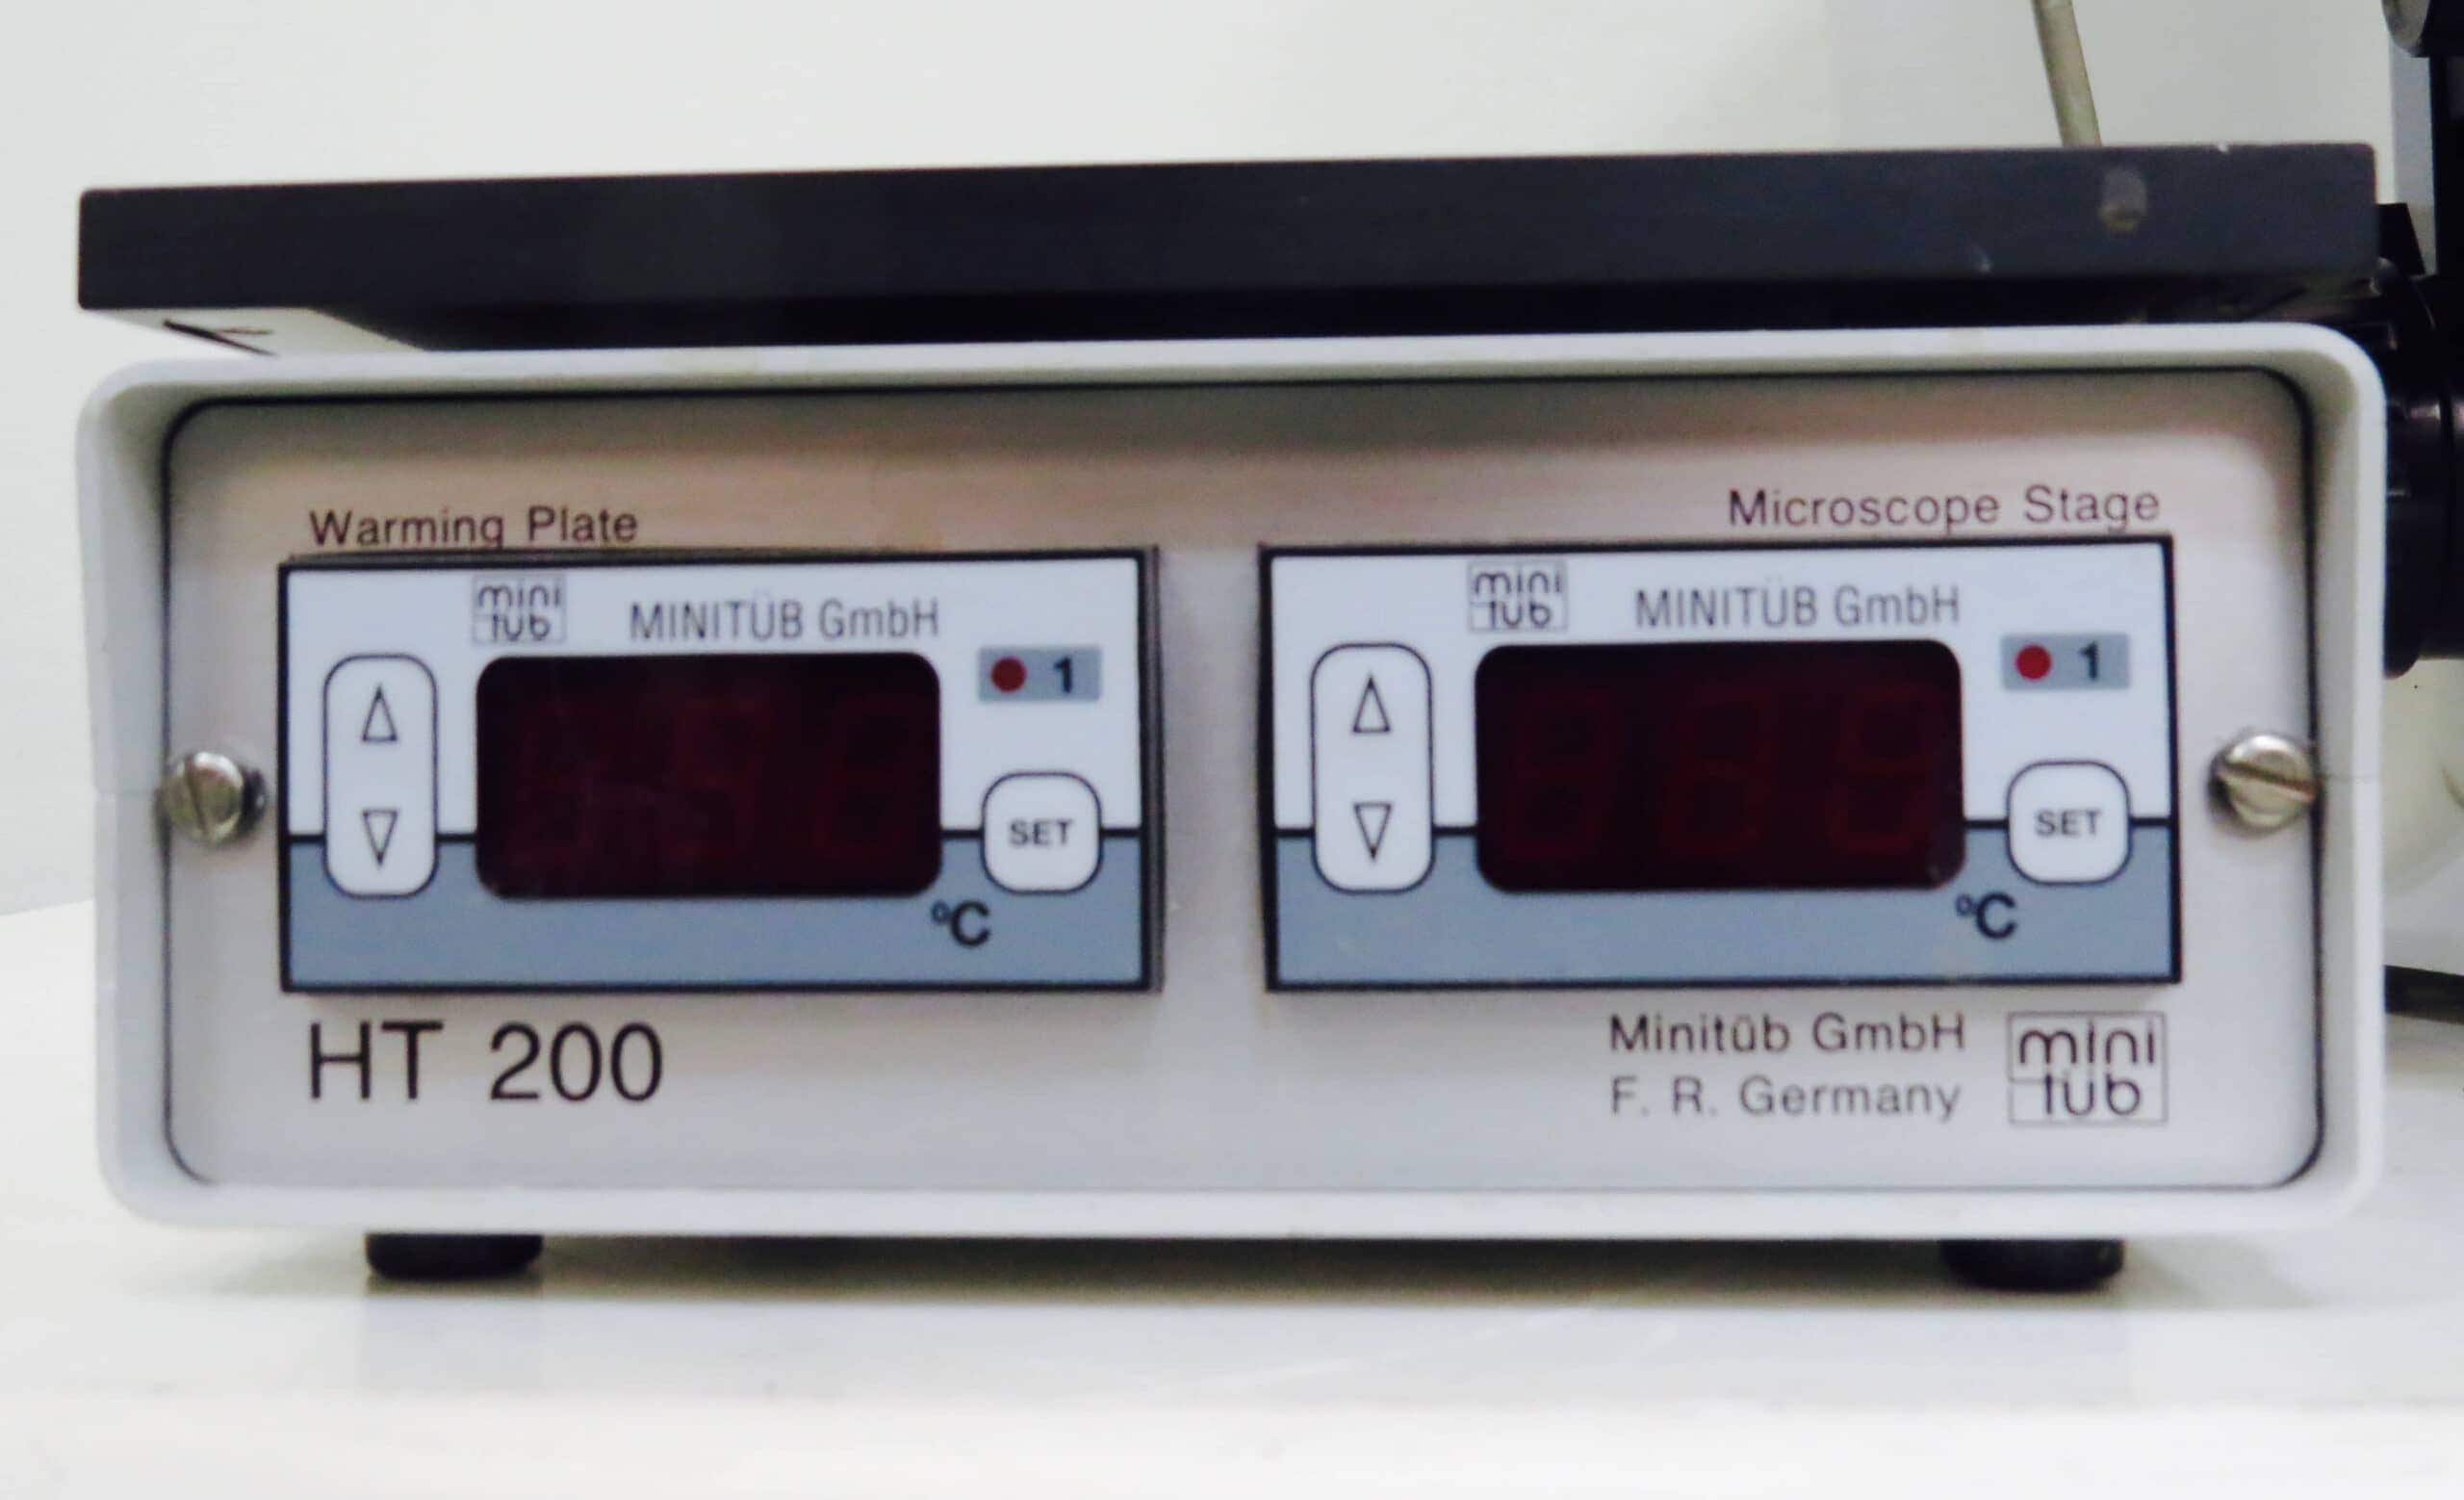 Warming Plate
Microscope Stage
mini
tüb
MINITÜB GmbH
1
SET
°C
mini
tüb
MINITÜB GmbH
1
SET
°C
HT 200
Minitüb GmbH
F. R. Germany
mini
tüb